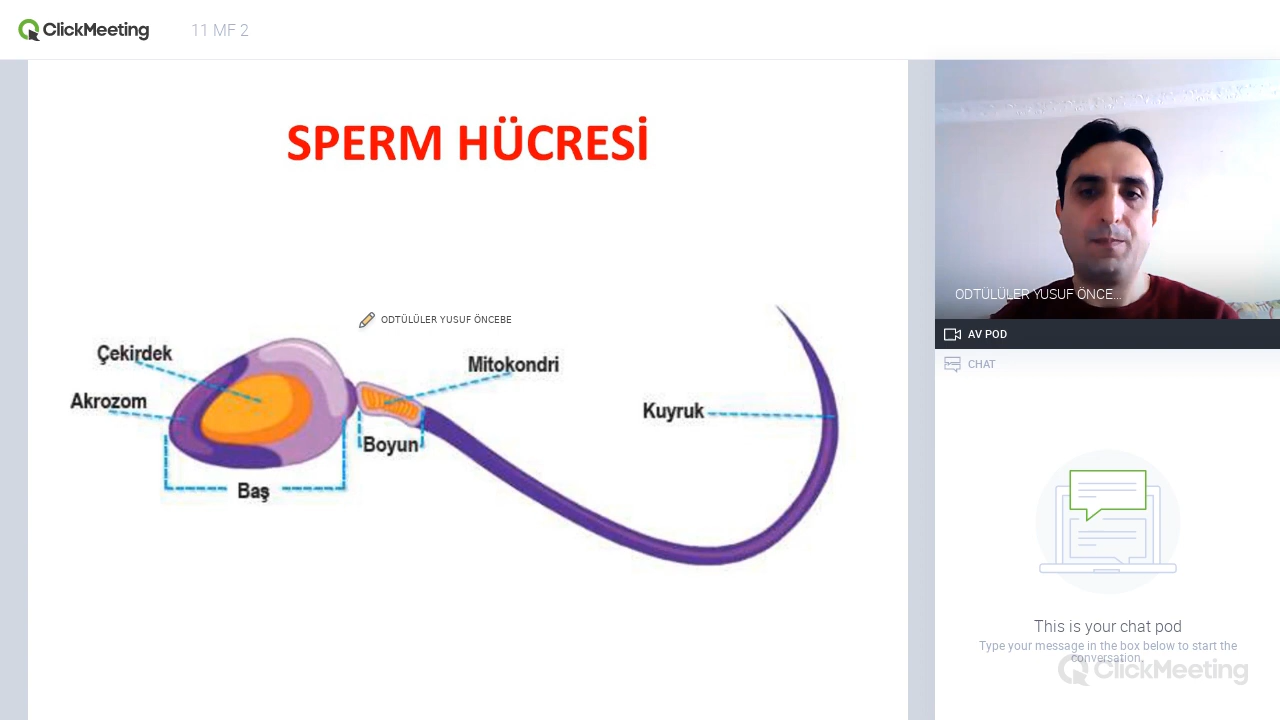 ClickMeeting
11 MF 2
SPERM HÜCRESİ
ODTÜLÜLER YUSUF ÖNCEBE
Çekirdek
Mitokondri
Akrozom
Kuyruk
Boyun
Baş
ODTÜLÜLER YUSUF ÖNCE...
AV POD
CHAT
This is your chat pod
Type your message in the box below to start the
conversation.
ClickMeeting